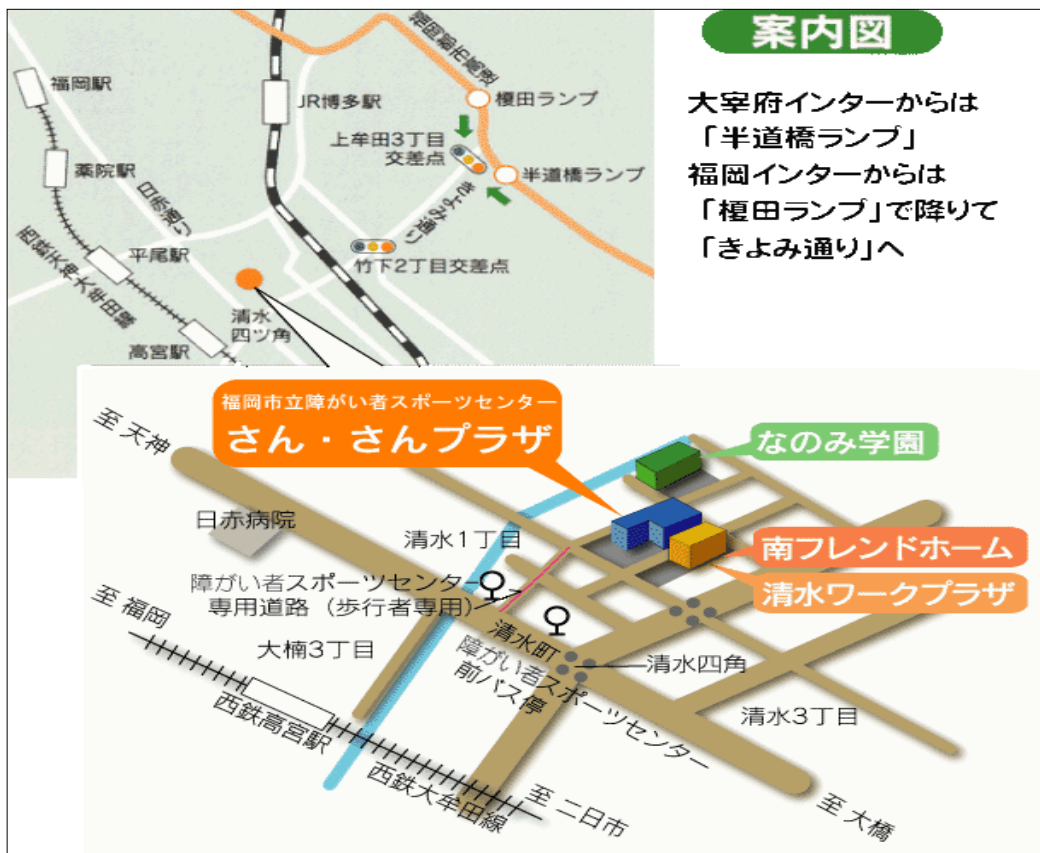 案内図
大宰府インターからは
「半道橋ランプ」
福岡インターからは
「榎田ランプ」で降りて
「きよみ通り」へ
福岡都市高速
福岡駅
JR博多駅
榎田ランプ
上牟田3丁目
交差点
薬院駅
半道橋ランプ
日赤通り
きよみ通り
平尾駅
竹下2丁目交差点
西鉄天神大牟田線
清水
四ツ角
高宮駅
福岡市立障がい者スポーツセンター
さん・さんプラザ
至 天神
なのみ学園
日赤病院
清水1丁目
南フレンドホーム
障がい者スポーツセンター
専用道路（歩行者専用）
清水ワークプラザ
至 福岡
大楠3丁目
清水町
清水四角
障がい者スポーツセンター
前バス停
清水3丁目
西鉄高宮駅
西鉄大牟田線
至 二日市
至 大橋